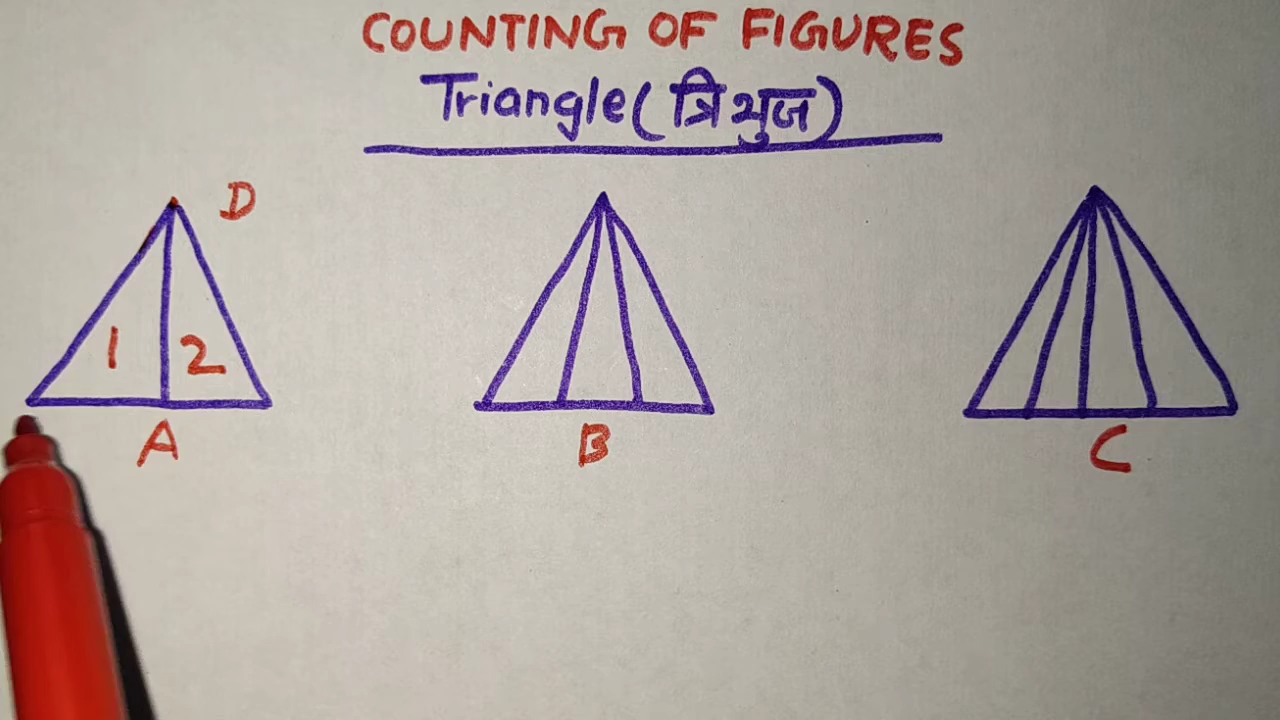 COUNTING OF FIGURES
Triangle (त्रिभुज)
D
1 2
A B C